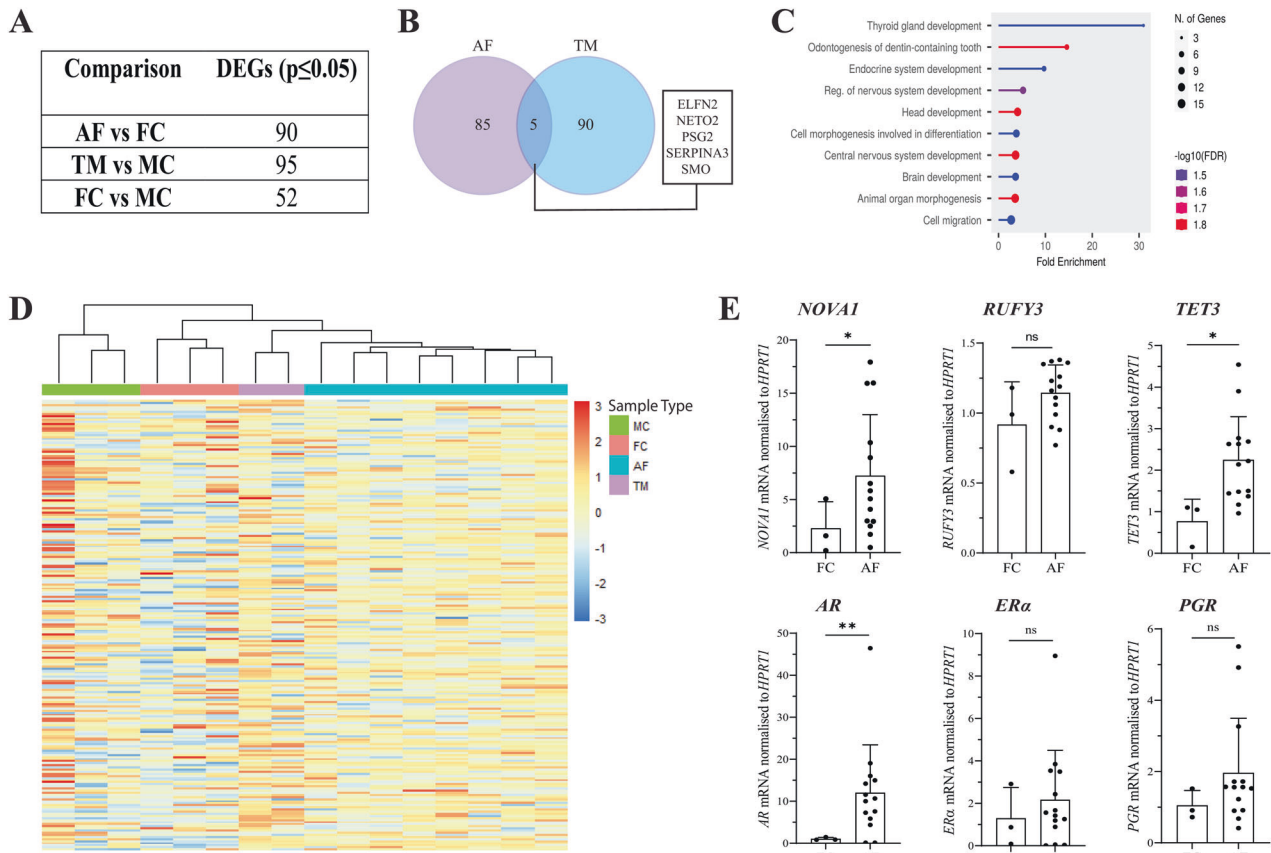 A
Comparison DEGs (p≤0.05)
AF vs FC 90
TM vs MC 95
FC vs MC 52
B
AF TM
85 5 90
ELFN2
NETO2
PSG2
SERPINA3
SMO
C
Thyroid gland development
Odontogenesis of dentin-containing tooth
Endocrine system development
Reg. of nervous system development
Head development
Cell morphogenesis involved in differentiation
Central nervous system development
Brain development
Animal organ morphogenesis
Cell migration
0 10 20 30
Fold Enrichment
N. of Genes
3
6
9
12
15
-log10(FDR)
1.5
1.6
1.7
1.8
D
3
2
1
0
-1
-2
-3
Sample Type
MC
FC
AF
TM
E
NOVA1
*
NOVA1 mRNA normalised to HPRT1
20
15
10
5
0
FC AF
RUFY3
ns
RUFY3 mRNA normalised to HPRT1
1.5
1.0
0.5
0.0
FC AF
TET3
*
TET3 mRNA normalised to HPRT1
5
4
3
2
1
0
FC AF
AR
**
AR mRNA normalised to HPRT1
50
45
40
35
30
25
20
15
10
5
0
ERα
ns
ERα mRNA normalised to HPRT1
10
8
6
4
2
0
PGR
ns
PGR mRNA normalised to HPRT1
6
4
2
0